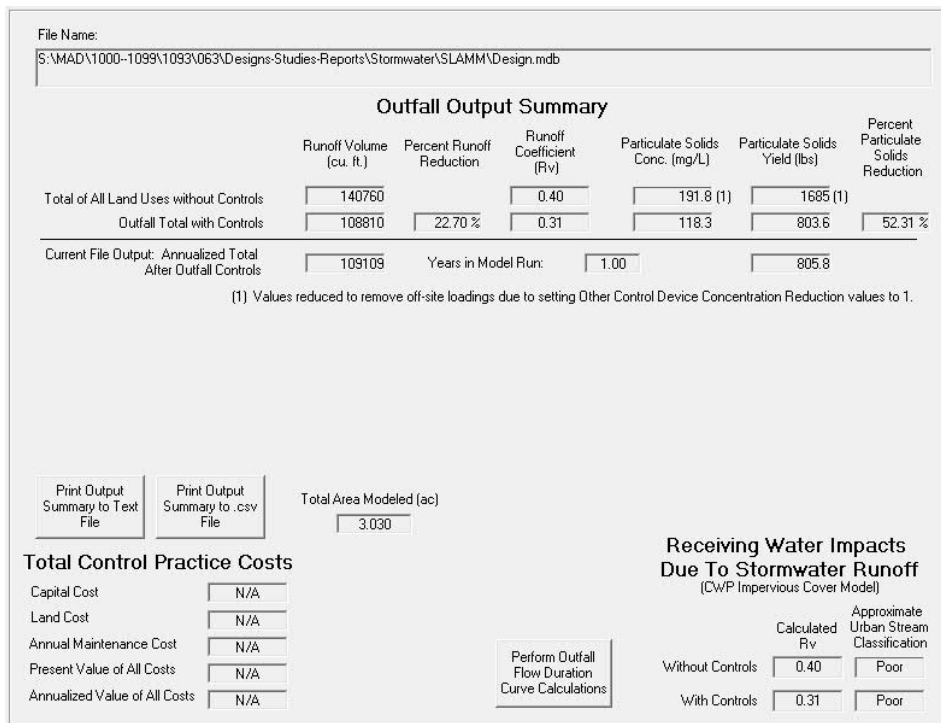 File Name:
S:\MAD\1000--1099\1093\063\Designs-Studies-Reports\Stormwater\SLAMM\Design.mdb
Outfall Output Summary
Runoff Volume (cu. ft.)
Percent Runoff Reduction
Runoff Coefficient (Rv)
Particulate Solids Conc. (mg/L)
Particulate Solids Yield (lbs)
Percent Particulate Solids Reduction
Total of All Land Uses without Controls 140760 0.40 191.8 (1) 1685 (1)
Outfall Total with Controls 108810 22.70 % 0.31 118.3 803.6 52.31 %
Current File Output: Annualized Total After Outfall Controls 109109 Years in Model Run: 1.00 805.8
(1) Values reduced to remove off-site loadings due to setting Other Control Device Concentration Reduction values to 1.
Print Output Summary to Text File
Print Output Summary to .csv File
Total Area Modeled (ac)
3.030
Total Control Practice Costs
Capital Cost N/A
Land Cost N/A
Annual Maintenance Cost N/A
Present Value of All Costs N/A
Annualized Value of All Costs N/A
Perform Outfall Flow Duration Curve Calculations
Receiving Water Impacts
Due To Stormwater Runoff
(CWP Impervious Cover Model)
Calculated Rv
Approximate Urban Stream Classification
Without Controls 0.40 Poor
With Controls 0.31 Poor